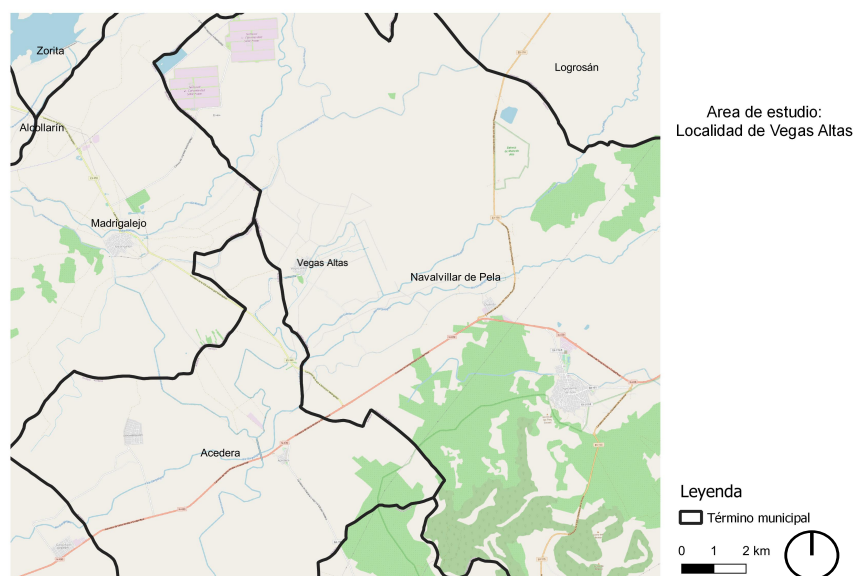 Zorita
Logrosán
Alcollarín
Madrigalejo
Vegas Altas
Navalvillar de Pela
Acedera
Area de estudio:
Localidad de Vegas Altas
Leyenda
Término municipal
0 1 2 km